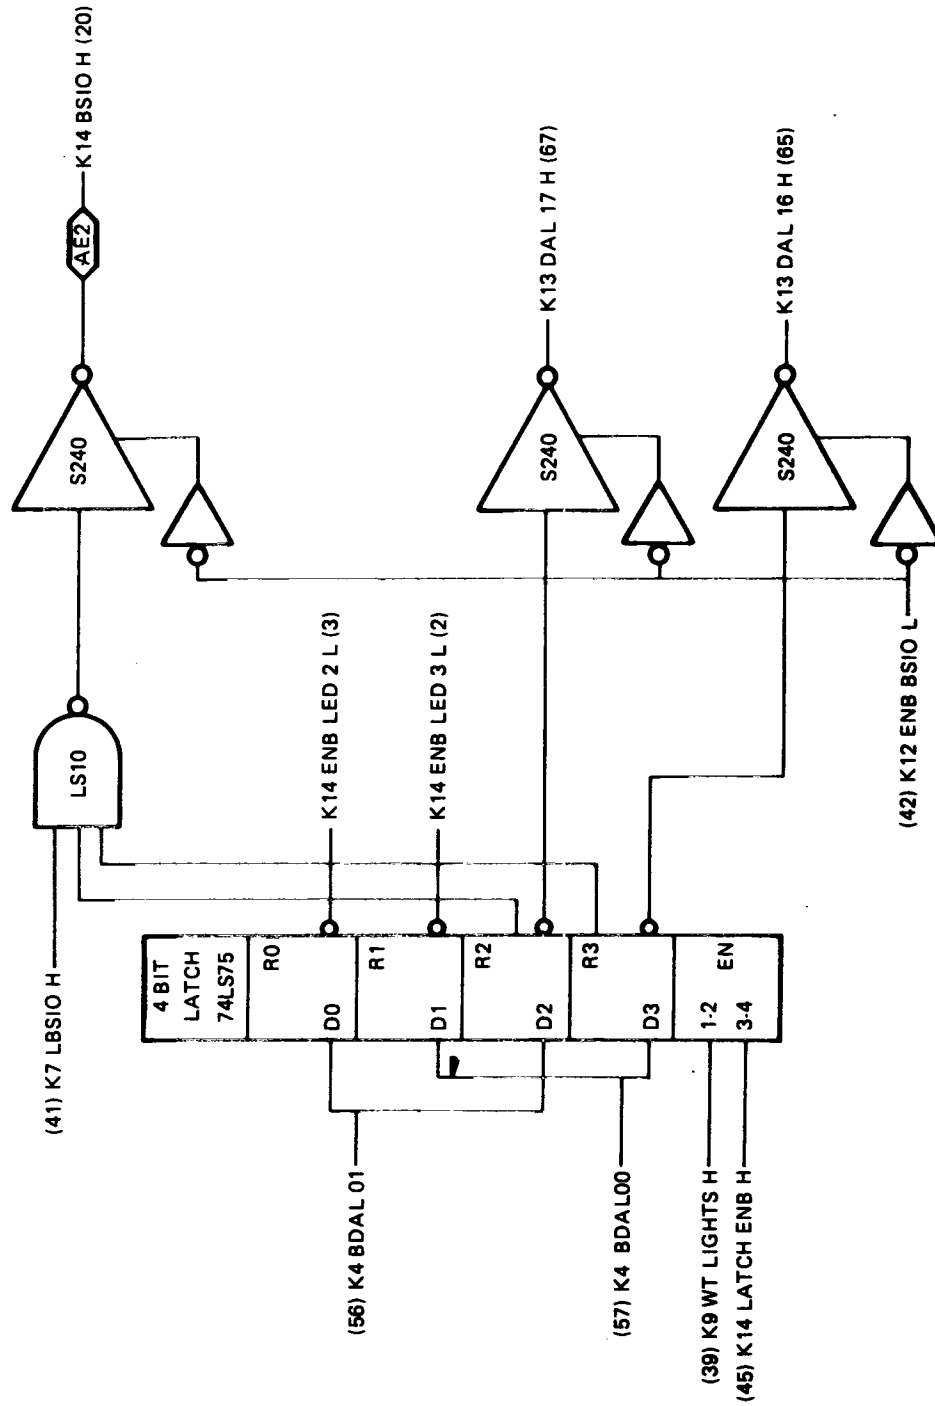 (41) K7 LBSIO H
LS10
S240
AE2
K14 BSIO H (20)
4 BIT
LATCH
74LS75
R0
D0
K14 ENB LED 2 L (3)
R1
D1
K14 ENB LED 3 L (2)
(56) K4 BDAL 01
R2
D2
S240
K13 DAL 17 H (67)
R3
D3
(57) K4 BDAL00
S240
K13 DAL 16 H (65)
EN
1-2
3-4
(39) K9 WT LIGHTS H
(45) K14 LATCH ENB H
(42) K12 ENB BSIO L